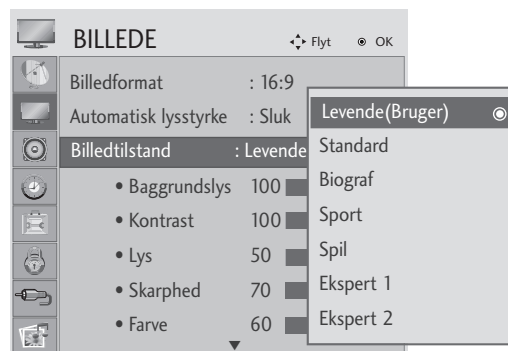 BILLEDE
Flyt OK
Billedformat : 16:9
Automatisk lysstyrke : Sluk
Billedtilstand : Levende
• Baggrundslys 100
• Kontrast 100
• Lys 50
• Skarphed 70
• Farve 60
Levende(Bruger)
Standard
Biograf
Sport
Spil
Ekspert 1
Ekspert 2